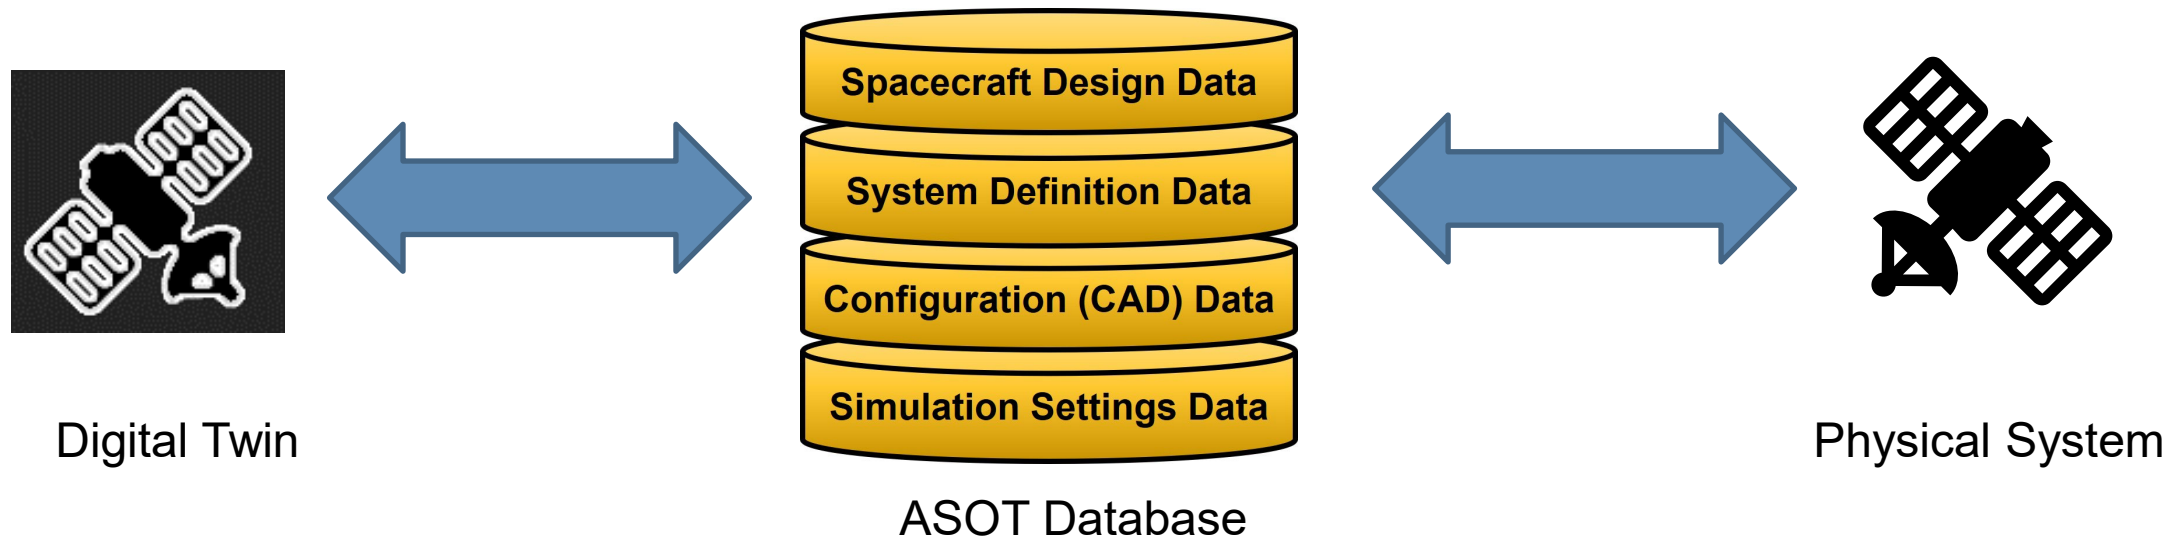 Spacecraft Design Data
System Definition Data
Configuration (CAD) Data
Simulation Settings Data
Digital Twin
Physical System
ASOT Database